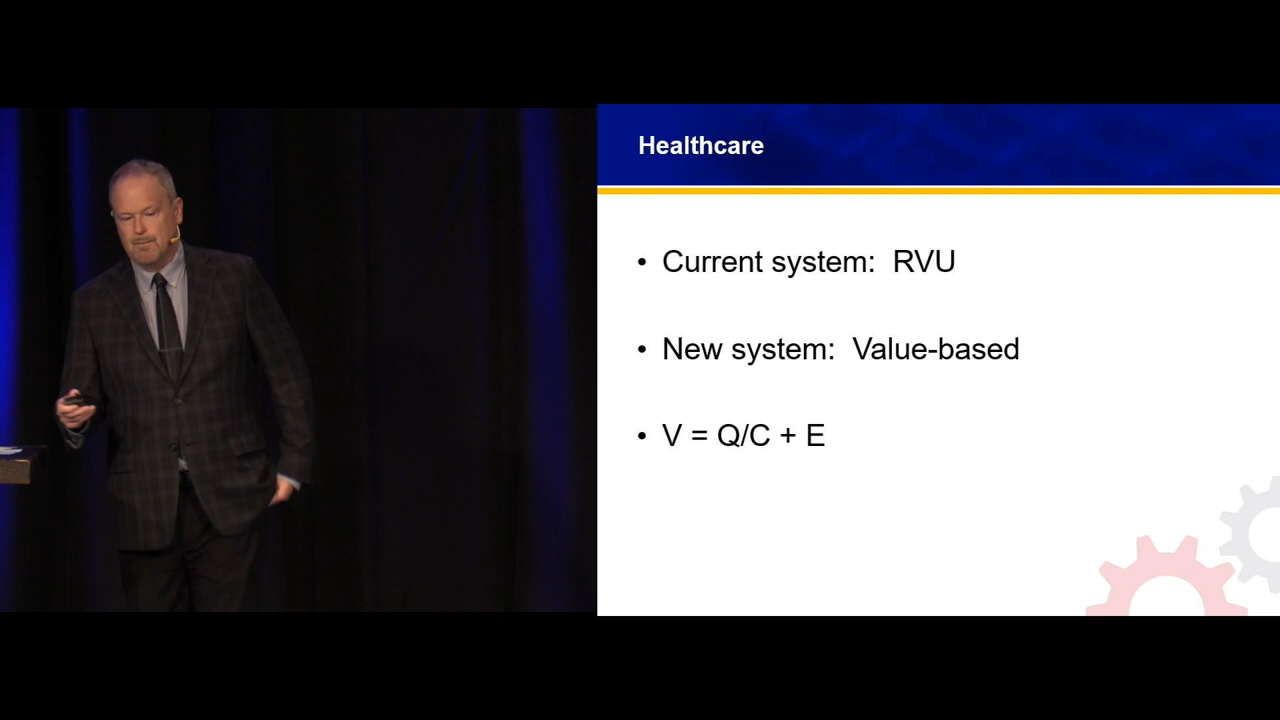 Healthcare
• Current system: RVU
• New system: Value-based
• V = Q/C + E